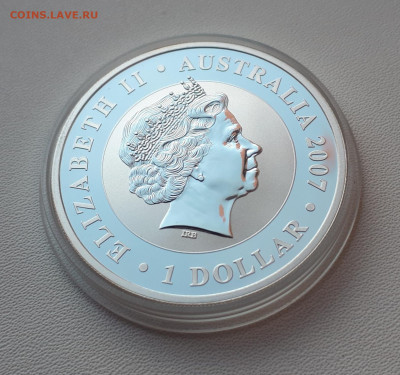 COINS.LAVE.RU
ELIZABETH II • AUSTRALIA 2007
• 1 DOLLAR •
IRB